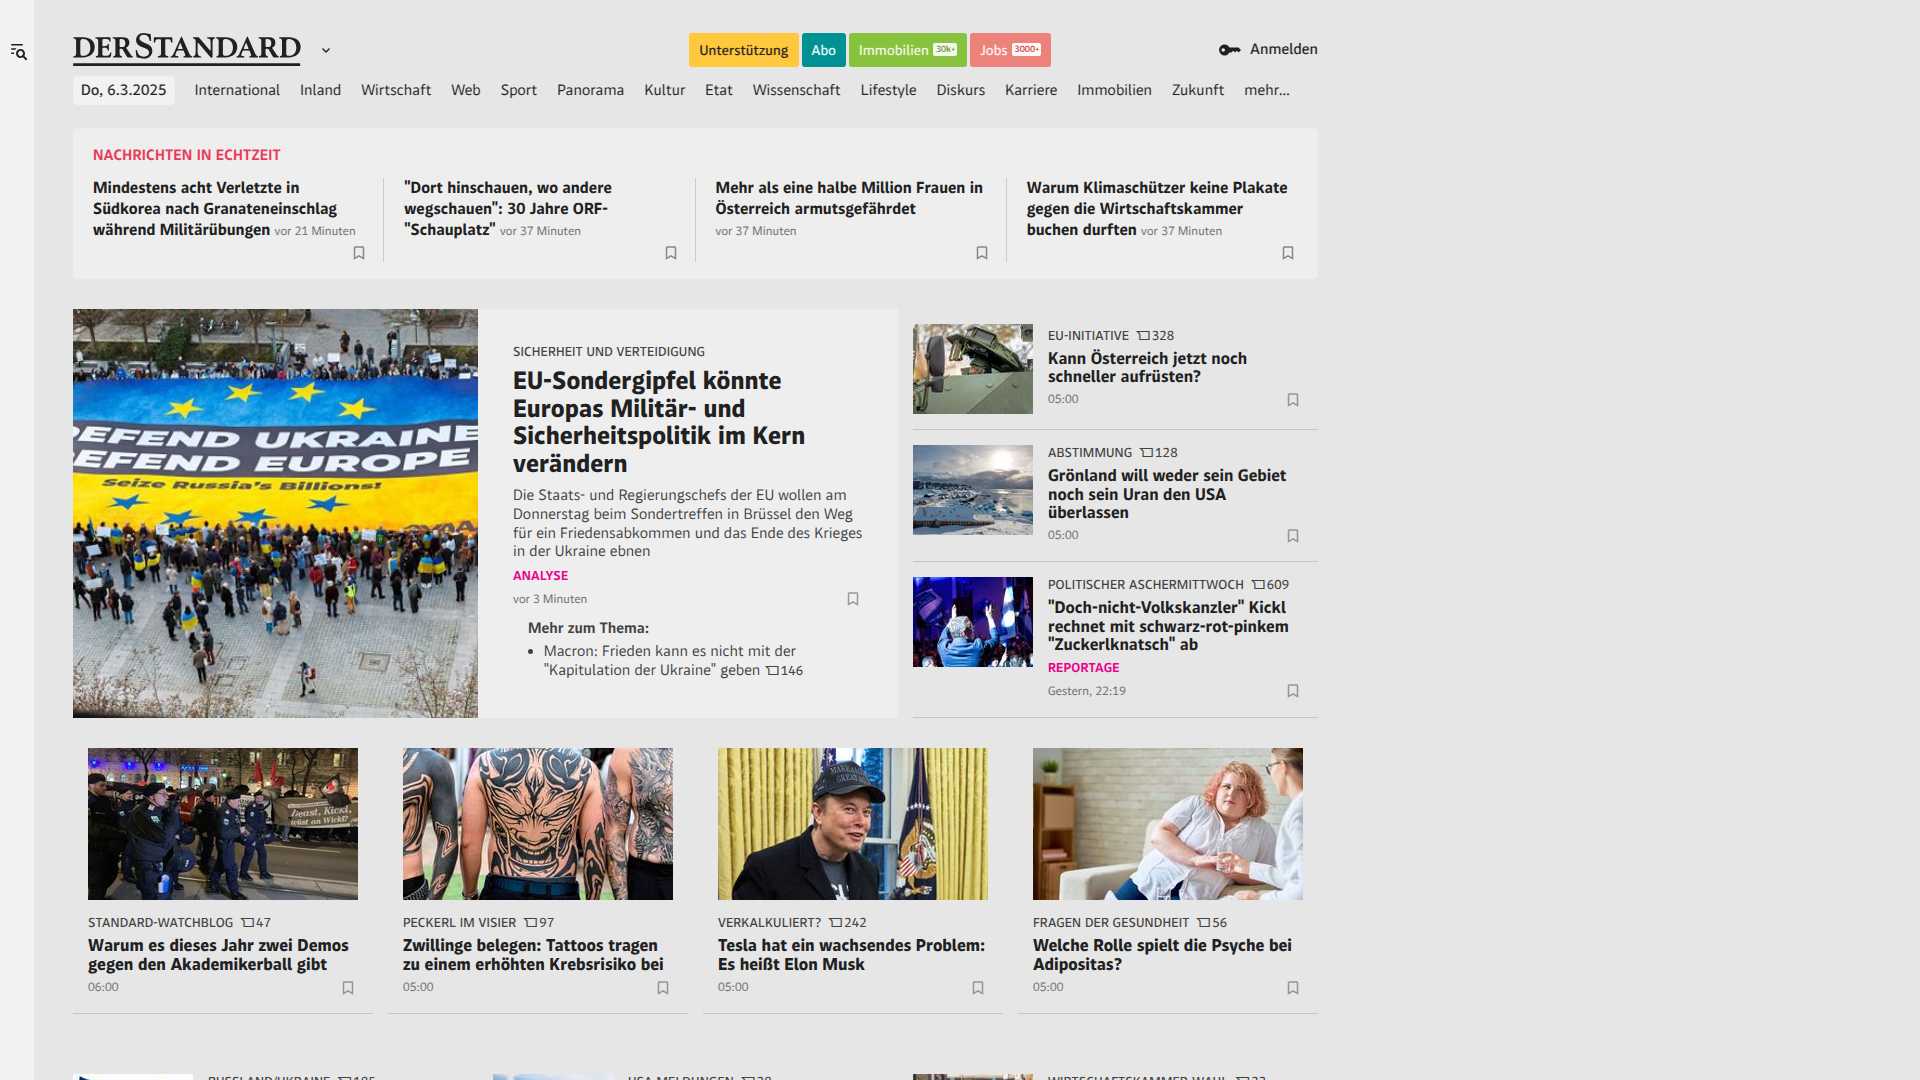 DERSTANDARD
Unterstützung
Abo
Immobilien 30k+
Jobs 3000+
Anmelden
Do, 6.3.2025
International
Inland
Wirtschaft
Web
Sport
Panorama
Kultur
Etat
Wissenschaft
Lifestyle
Diskurs
Karriere
Immobilien
Zukunft
mehr...
NACHRICHTEN IN ECHTZEIT
Mindestens acht Verletzte in
Südkorea nach Granateneinschlag
während Militärübungen vor 21 Minuten
"Dort hinschauen, wo andere
wegschauen": 30 Jahre ORF-
"Schauplatz" vor 37 Minuten
Mehr als eine halbe Million Frauen in
Österreich armutsgefährdet
vor 37 Minuten
Warum Klimaschützer keine Plakate
gegen die Wirtschaftskammer
buchen durften vor 37 Minuten
EFEND UKRAINE
EFEND EUROPE
Seize Russia's Billions!
SICHERHEIT UND VERTEIDIGUNG
EU-Sondergipfel könnte
Europas Militär- und
Sicherheitspolitik im Kern
verändern
Die Staats- und Regierungschefs der EU wollen am
Donnerstag beim Sondertreffen in Brüssel den Weg
für ein Friedensabkommen und das Ende des Krieges
in der Ukraine ebnen
ANALYSE
vor 3 Minuten
Mehr zum Thema:
• Macron: Frieden kann es nicht mit der
"Kapitulation der Ukraine" geben 146
EU-INITIATIVE 328
Kann Österreich jetzt noch
schneller aufrüsten?
05:00
ABSTIMMUNG 128
Grönland will weder sein Gebiet
noch sein Uran den USA
überlassen
05:00
POLITISCHER ASCHERMITTWOCH 609
"Doch-nicht-Volkskanzler" Kickl
rechnet mit schwarz-rot-pinkem
"Zuckerlknatsch" ab
REPORTAGE
Gestern, 22:19
STANDARD-WATCHBLOG 47
Warum es dieses Jahr zwei Demos
gegen den Akademikerball gibt
06:00
PECKERL IM VISIER 97
Zwillinge belegen: Tattoos tragen
zu einem erhöhten Krebsrisiko bei
05:00
VERKALKULIERT? 242
Tesla hat ein wachsendes Problem:
Es heißt Elon Musk
05:00
FRAGEN DER GESUNDHEIT 56
Welche Rolle spielt die Psyche bei
Adipositas?
05:00
RUSSLAND/UKRAINE
USA-MELDUNGEN
WIRTSCHAFTSKAMMER-WAHL